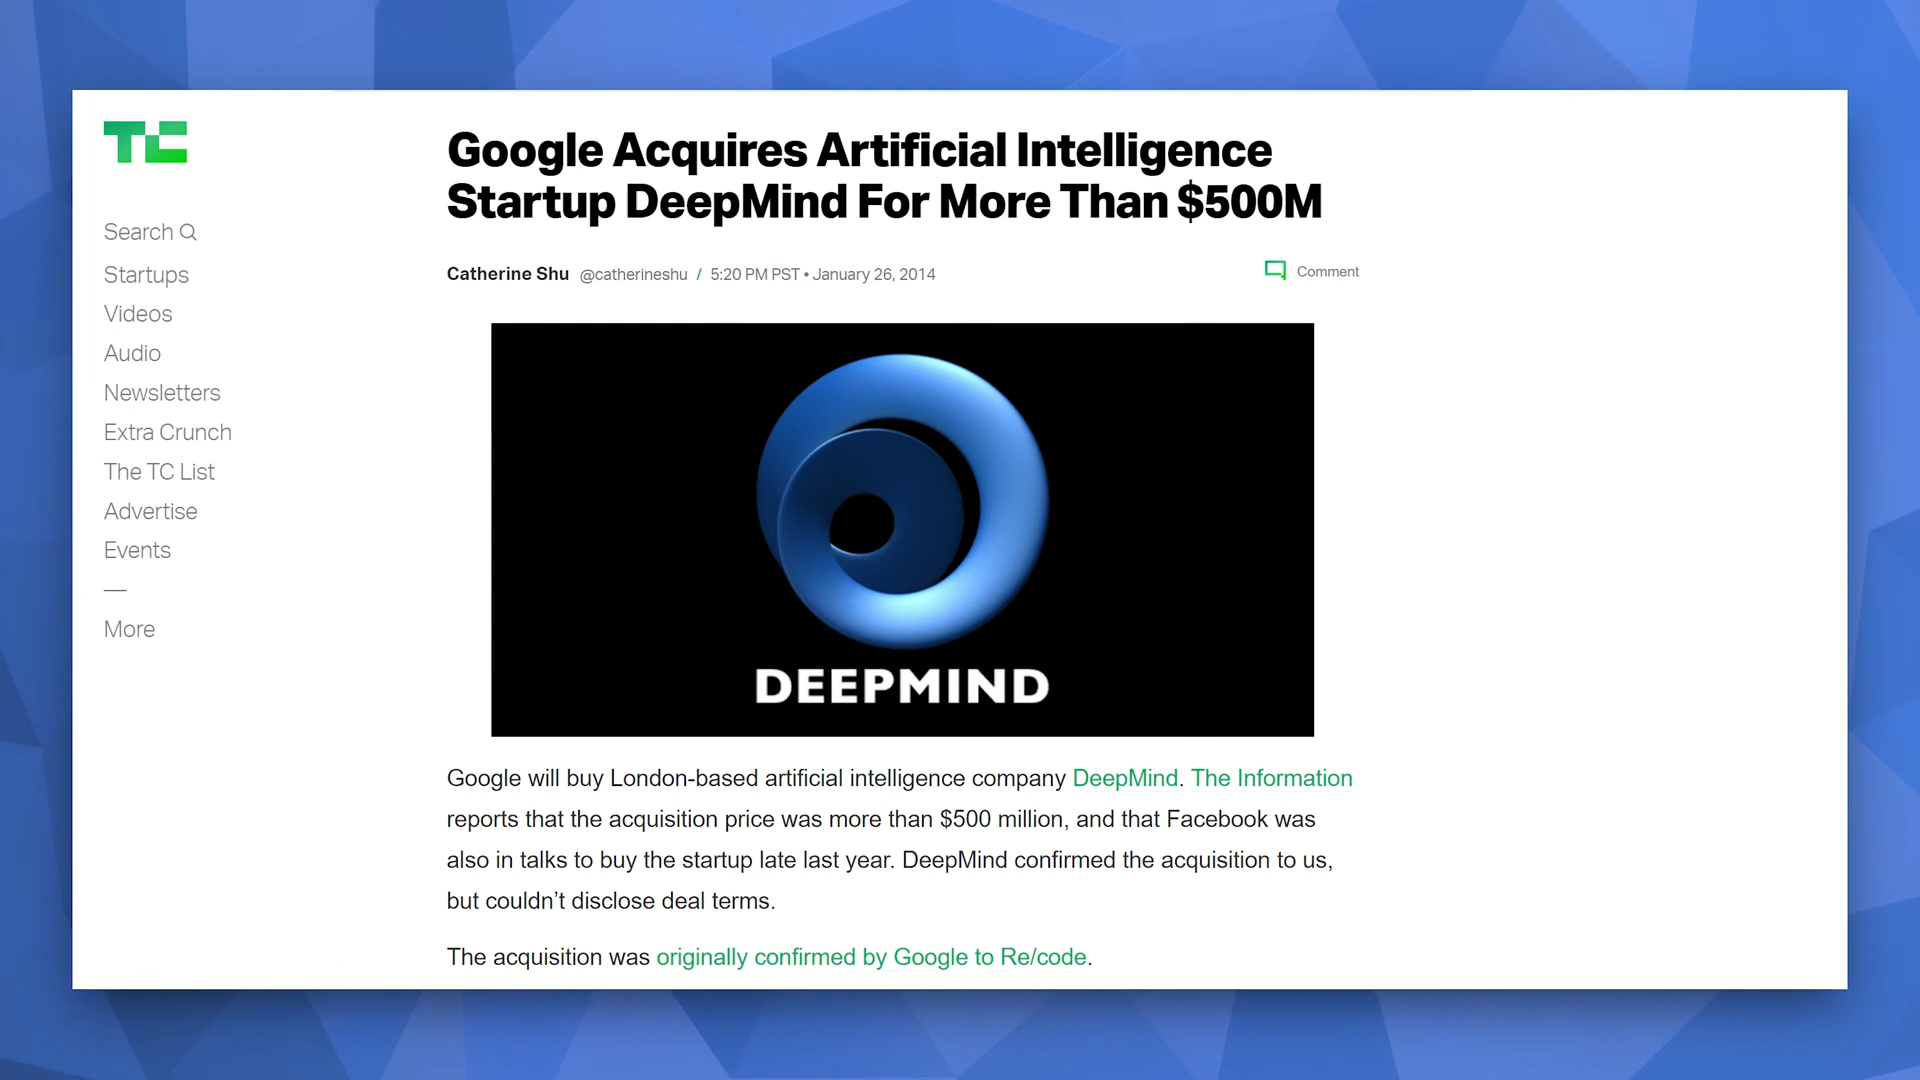 TC
Search
Startups
Videos
Audio
Newsletters
Extra Crunch
The TC List
Advertise
Events
—
More
Google Acquires Artificial Intelligence
Startup DeepMind For More Than $500M
Catherine Shu @catherineshu / 5:20 PM PST • January 26, 2014
Comment
DEEPMIND
Google will buy London-based artificial intelligence company DeepMind. The Information
reports that the acquisition price was more than $500 million, and that Facebook was
also in talks to buy the startup late last year. DeepMind confirmed the acquisition to us,
but couldn’t disclose deal terms.
The acquisition was originally confirmed by Google to Re/code.